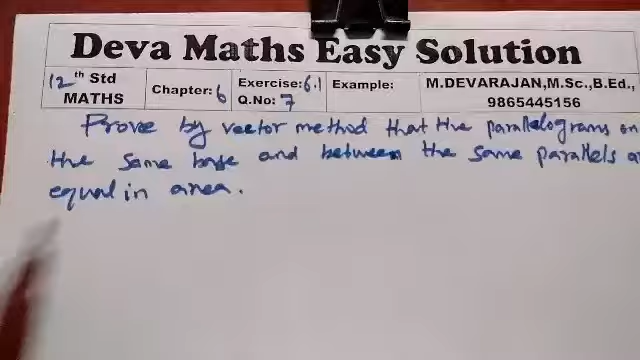 Deva Maths Easy Solution
12th Std
MATHS
Chapter: 6
Exercise: 6.1
Q.No: 7
Example:
M.DEVARAJAN,M.Sc.,B.Ed.,
9865445156
Prove by vector method that the parallelograms on
the same base and between the same parallels a
equal in area.